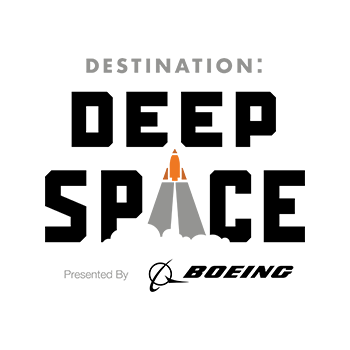 DESTINATION:
DEEP
SPACE
Presented By BOEING